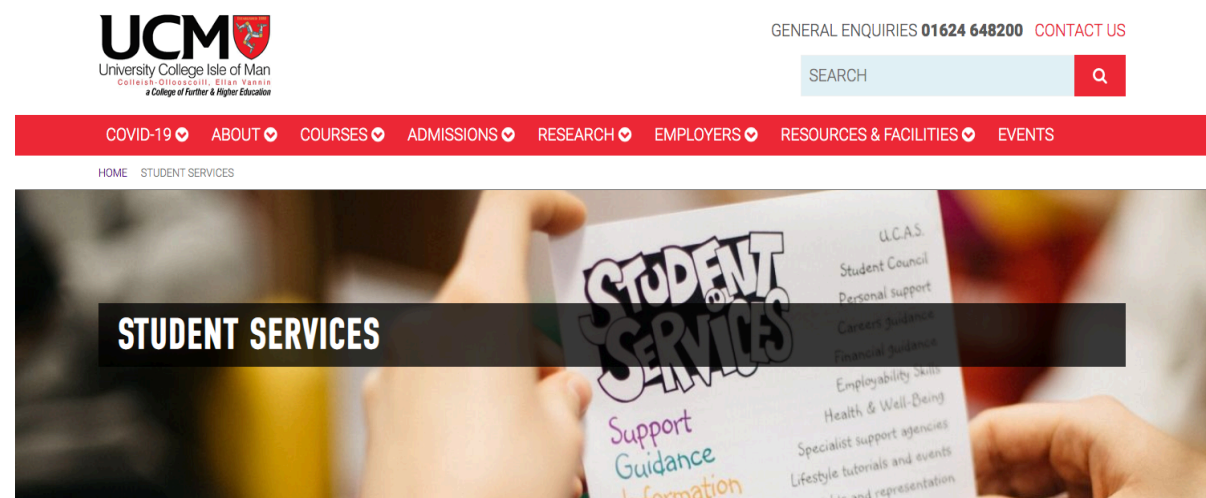 UCM
University College Isle of Man
Colleish-Ollooscoill, Ellan Vannin
a College of Further & Higher Education
GENERAL ENQUIRIES 01624 648200 CONTACT US
SEARCH
COVID-19 ABOUT COURSES ADMISSIONS RESEARCH EMPLOYERS RESOURCES & FACILITIES EVENTS
HOME STUDENT SERVICES
STUDENT SERVICES
STUDENT
SERVICES
Support
Guidance
Information
U.C.A.S.
Student Council
Personal support
Careers guidance
Financial guidance
Employability Skills
Health & Well-Being
Specialist support agencies
Lifestyle tutorials and events
and representation